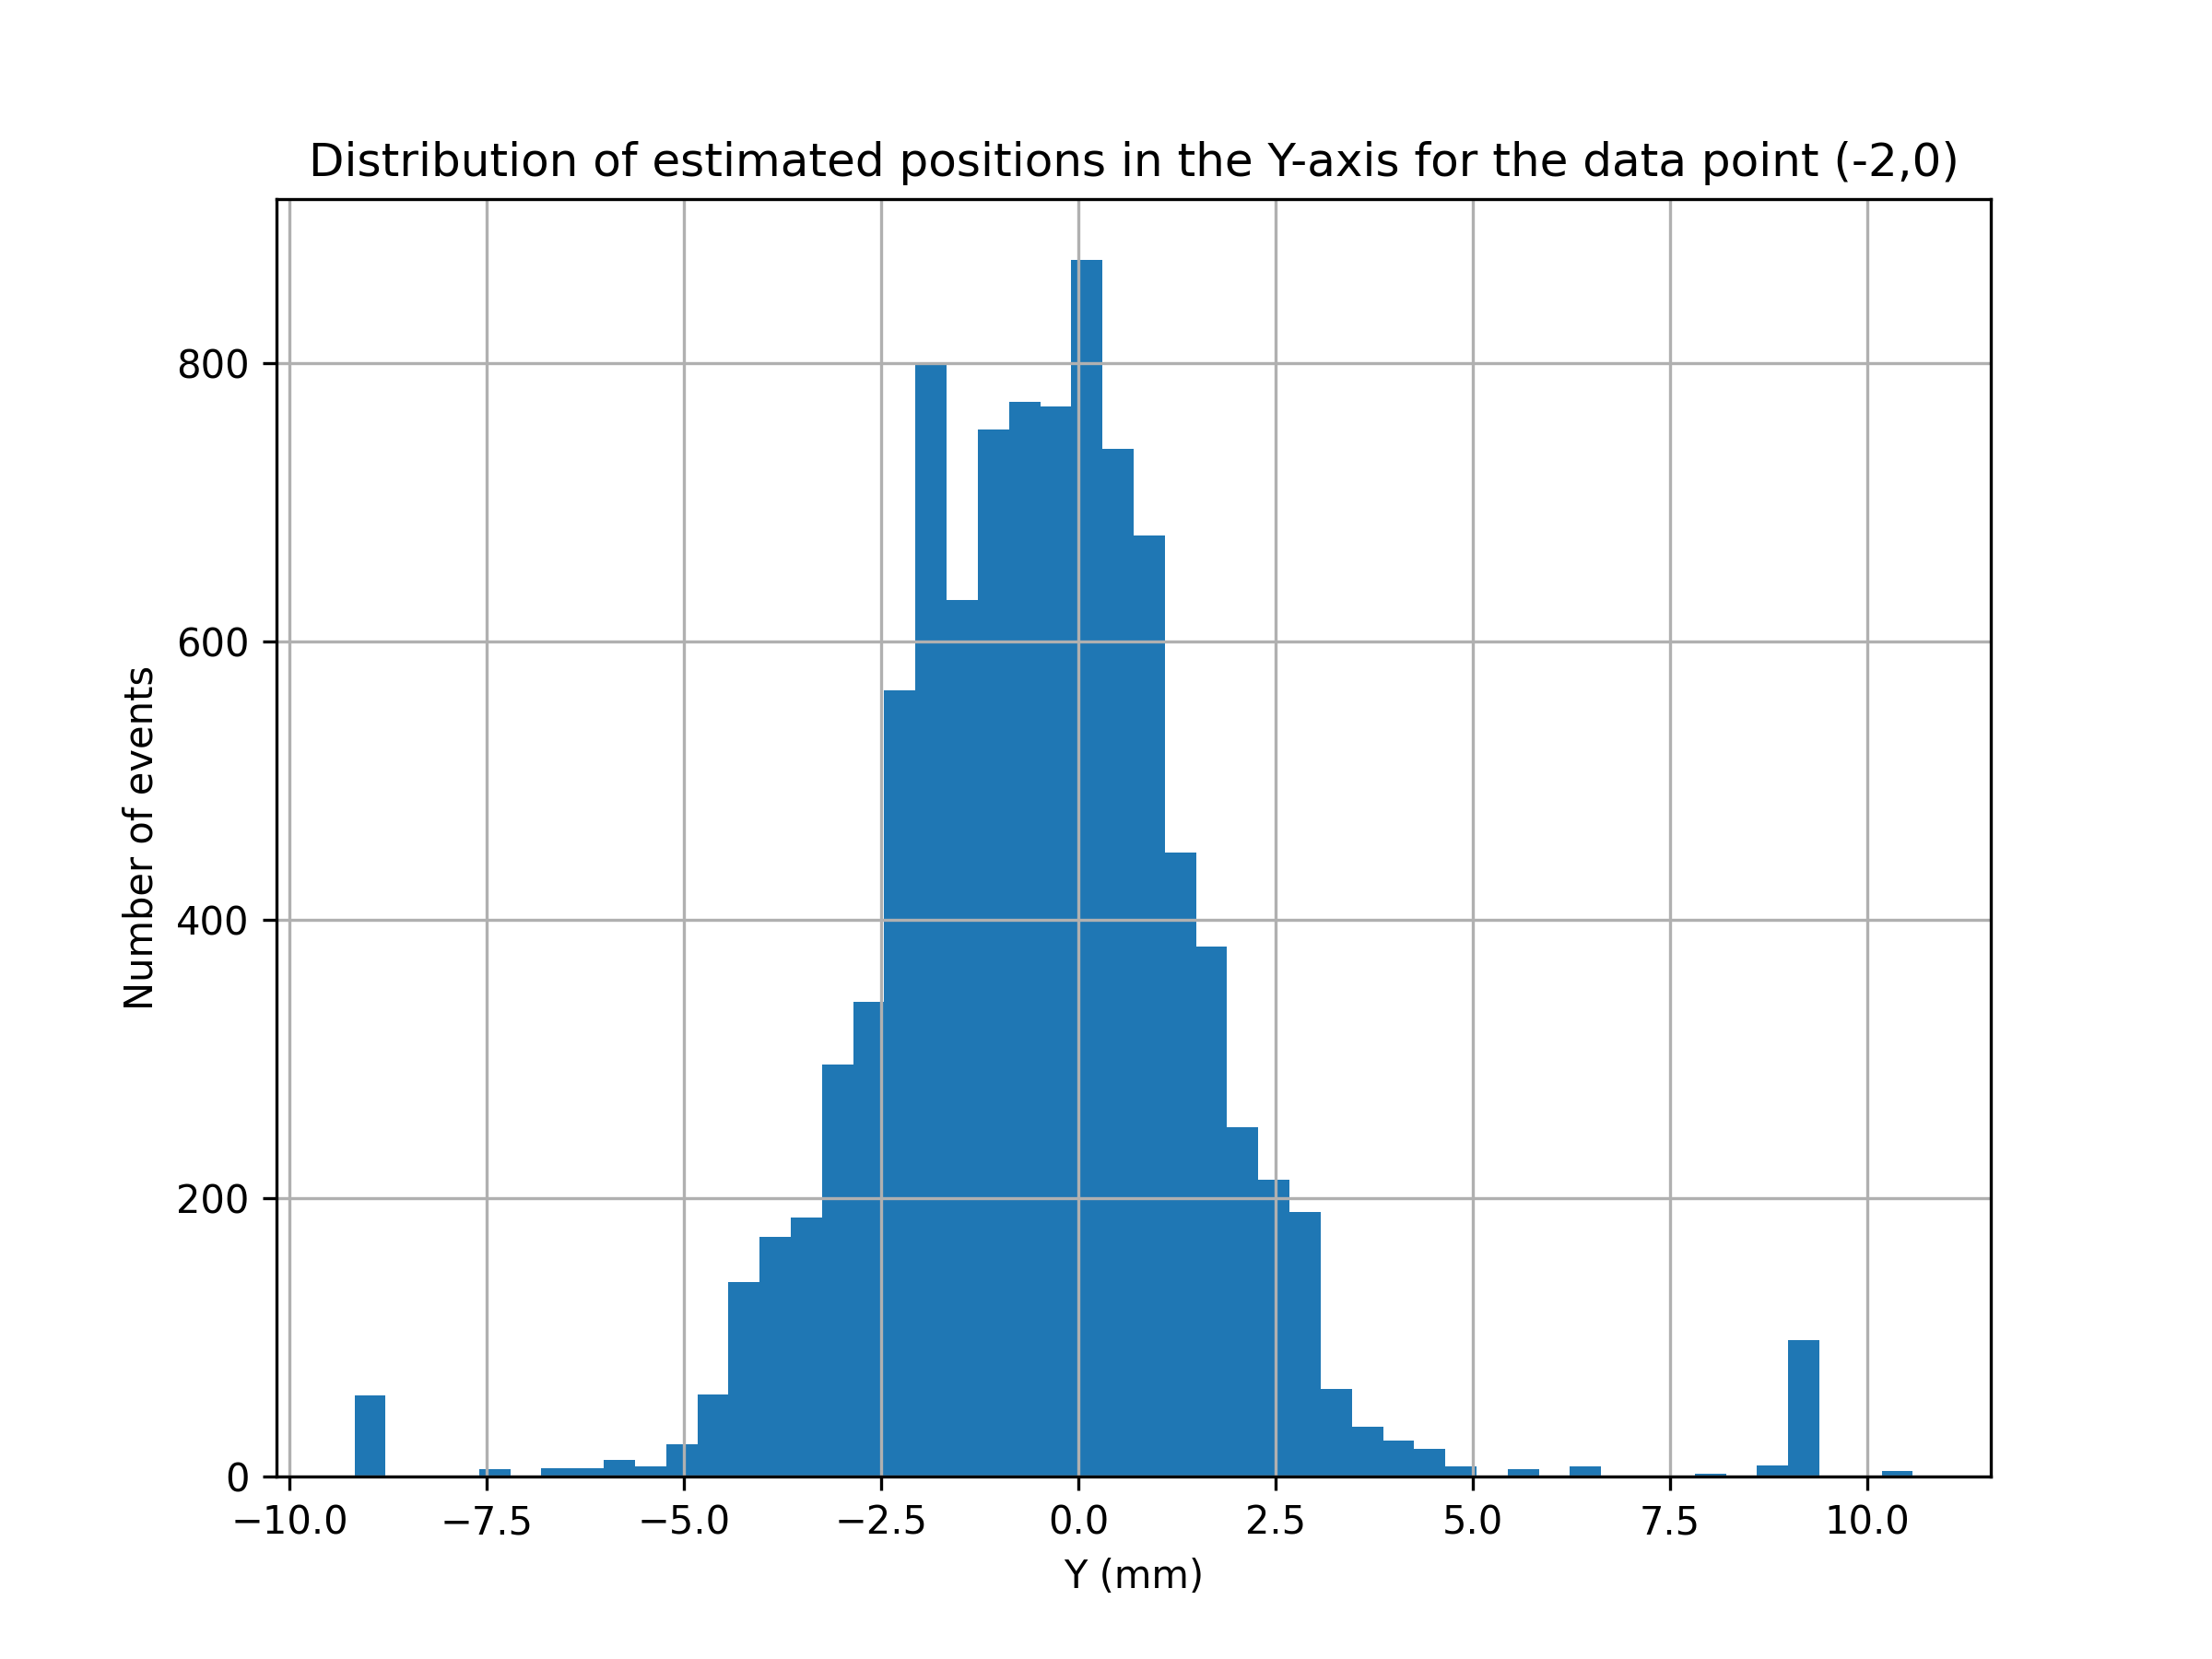 Distribution of estimated positions in the Y-axis for the data point (-2,0)
800
600
400
200
0
Number of events
−10.0 −7.5 −5.0 −2.5 0.0 2.5 5.0 7.5 10.0
Y (mm)